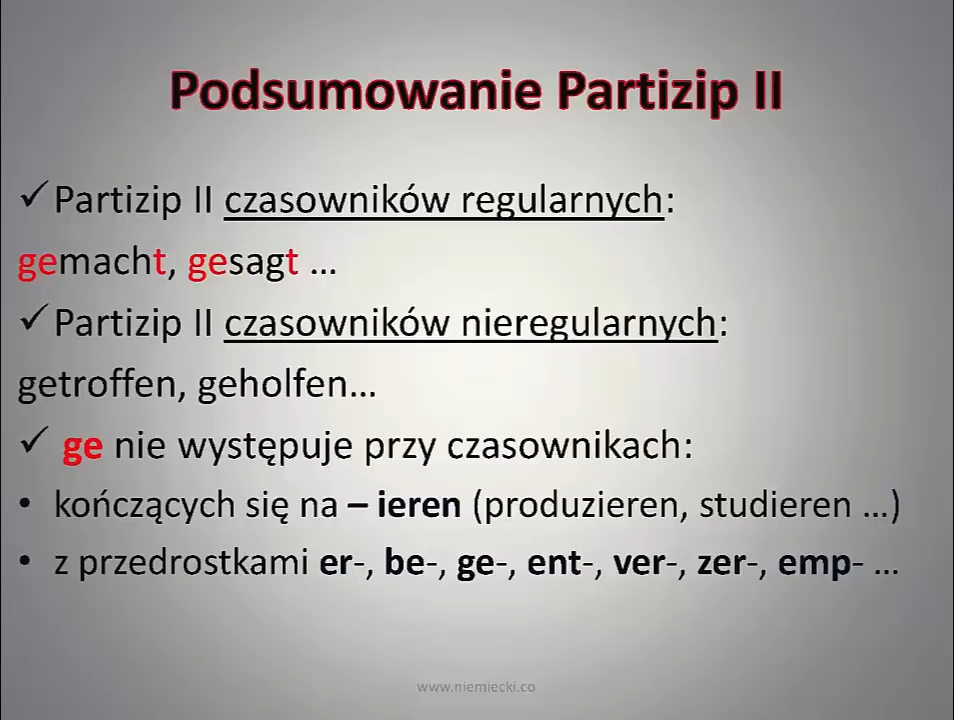 Podsumowanie Partizip II
✓ Partizip II czasowników regularnych:
gemacht, gesagt …
✓ Partizip II czasowników nieregularnych:
getroffen, geholfen…
✓ ge nie występuje przy czasownikach:
• kończących się na – ieren (produzieren, studieren …)
• z przedrostkami er-, be-, ge-, ent-, ver-, zer-, emp- …
www.niemiecki.co